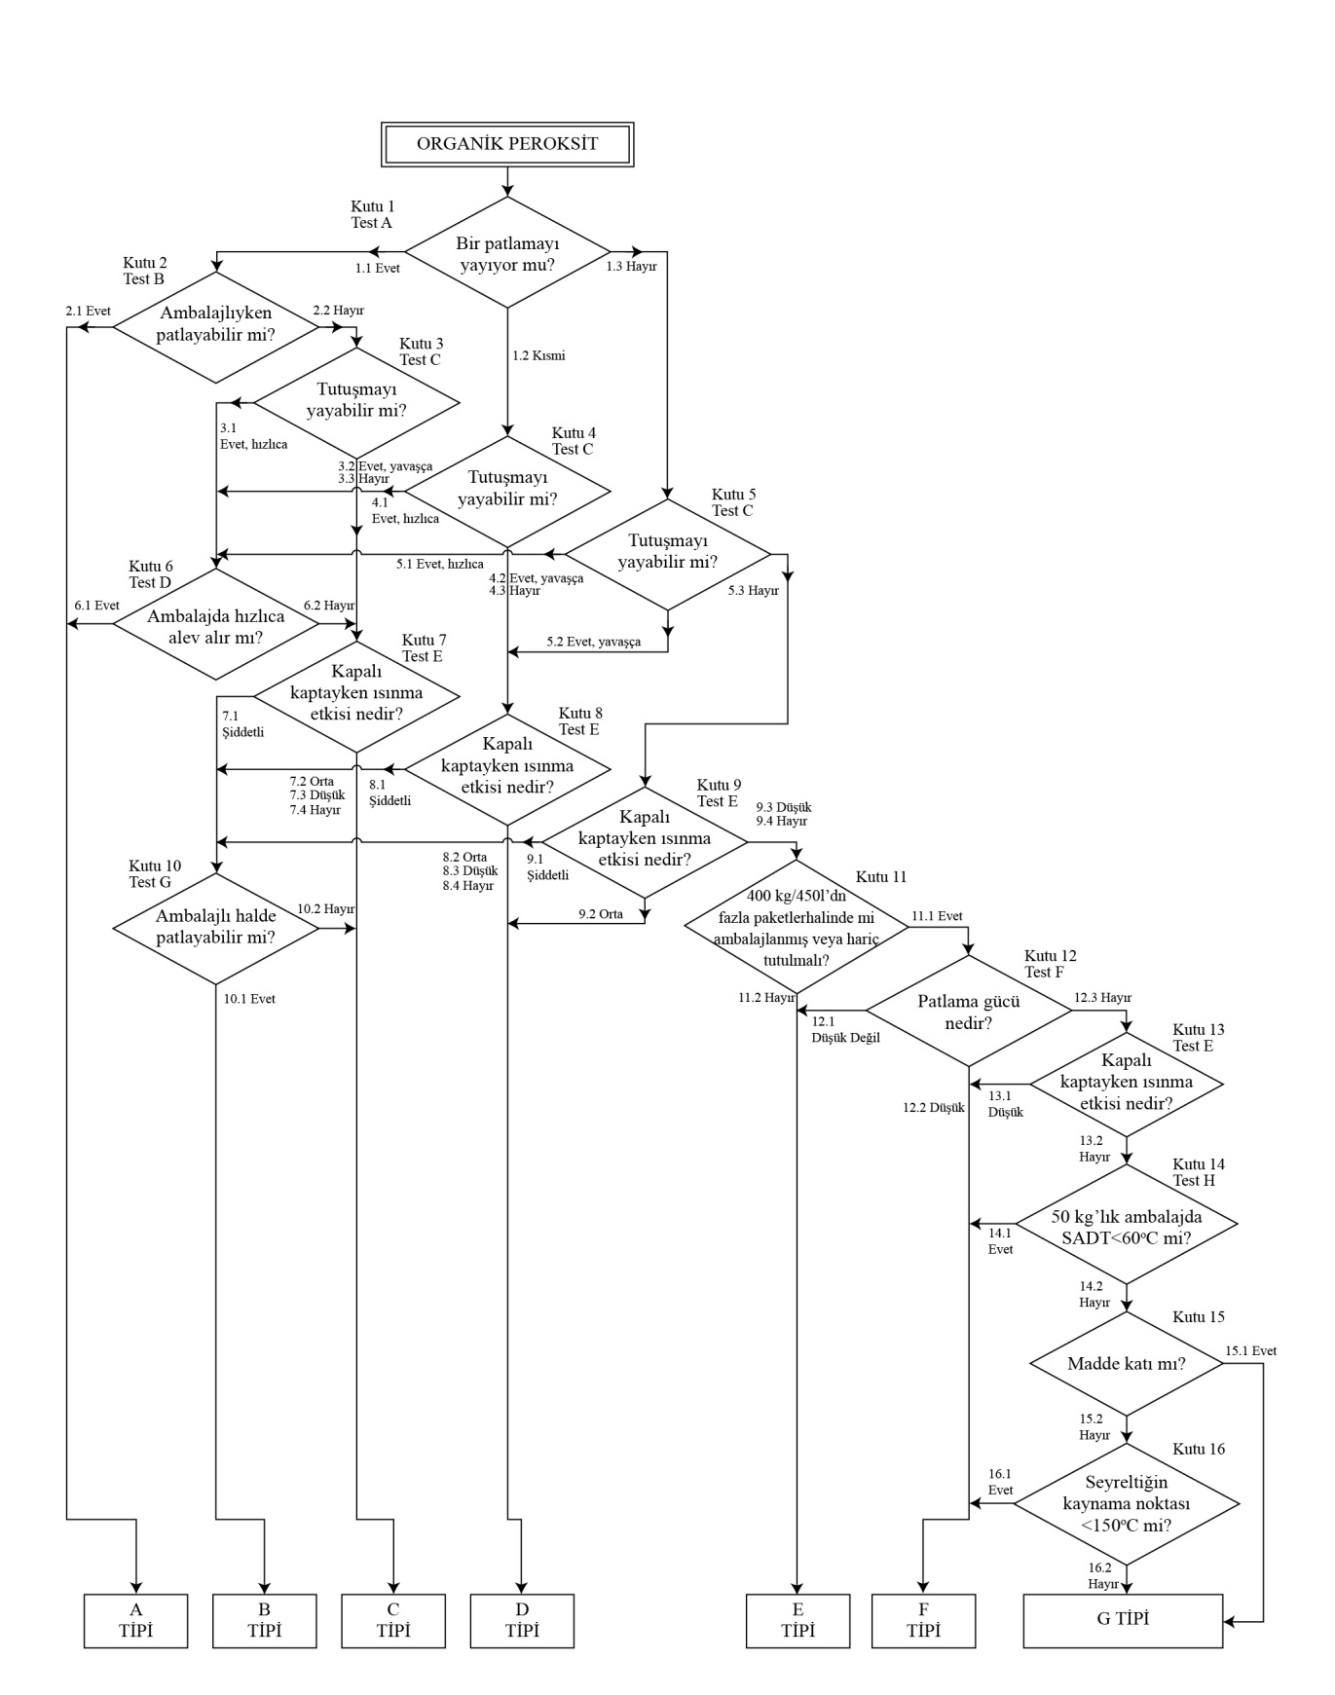 ORGANİK PEROKSİT
Kutu 1
Test A
Bir patlamayı
yayıyor mu?
1.1 Evet
1.3 Hayır
Kutu 2
Test B
2.1 Evet
2.2 Hayır
Ambalajlıyken
patlayabilir mi?
1.2 Kısmi
Kutu 3
Test C
Tutuşmayı
yayabilir mi?
3.1
Evet, hızlıca
3.2 Evet, yavaşça
3.3 Hayır
Kutu 4
Test C
Tutuşmayı
yayabilir mi?
4.1
Evet, hızlıca
Kutu 5
Test C
Tutuşmayı
yayabilir mi?
5.1 Evet, hızlıca
4.2 Evet, yavaşça
4.3 Hayır
5.3 Hayır
5.2 Evet, yavaşça
Kutu 6
Test D
6.1 Evet
6.2 Hayır
Ambalajda hızlıca
alev alır mı?
Kutu 7
Test E
Kapalı
kaptayken ısınma
etkisi nedir?
7.1
Şiddetli
7.2 Orta
7.3 Düşük
7.4 Hayır
Kutu 8
Test E
Kapalı
kaptayken ısınma
etkisi nedir?
8.1
Şiddetli
8.2 Orta
8.3 Düşük
8.4 Hayır
Kutu 9
Test E
Kapalı
kaptayken ısınma
etkisi nedir?
9.3 Düşük
9.4 Hayır
9.1
Şiddetli
9.2 Orta
Kutu 10
Test G
Ambalajlı halde
patlayabilir mi?
10.2 Hayır
10.1 Evet
Kutu 11
400 kg/450l’dn
fazla paketlerhalinde mi
ambalajlanmış veya hariç
tutulmalı?
11.1 Evet
11.2 Hayır
Kutu 12
Test F
Patlama gücü
nedir?
12.3 Hayır
12.1
Düşük Değil
12.2 Düşük
Kutu 13
Test E
Kapalı
kaptayken ısınma
etkisi nedir?
13.1
Düşük
13.2
Hayır
Kutu 14
Test H
50 kg’lık ambalajda
SADT<60ºC mi?
14.1
Evet
14.2
Hayır
Kutu 15
Madde katı mı?
15.1 Evet
15.2
Hayır
Kutu 16
Seyreltiğin
kaynama noktası
<150ºC mi?
16.1
Evet
16.2
Hayır
A
TİPİ
B
TİPİ
C
TİPİ
D
TİPİ
E
TİPİ
F
TİPİ
G TİPİ